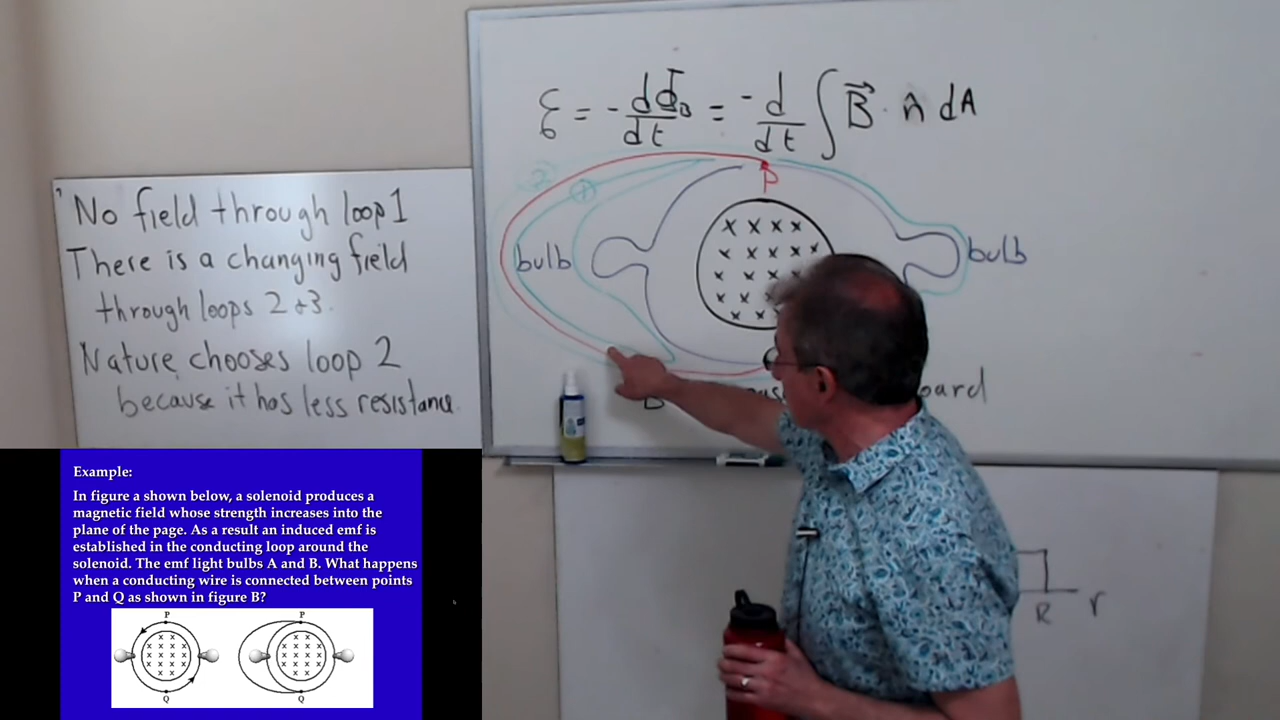 ℰ = - dΦB/dt = - d/dt ∫ B⃗ · n̂ dA
No field through loop 1
There is a changing field
through loops 2 + 3.
Nature chooses loop 2
because it has less resistance.
2
P
x x x x
x x x x
x x x
x x
x x x
bulb
bulb
B
oard
R r
Example:
In figure a shown below, a solenoid produces a
magnetic field whose strength increases into the
plane of the page. As a result an induced emf is
established in the conducting loop around the
solenoid. The emf light bulbs A and B. What happens
when a conducting wire is connected between points
P and Q as shown in figure B?
P P
x x x x x x
x x x x x x x x
x x x x x x x x
x x x x x x x x
x x x x x x
Q Q